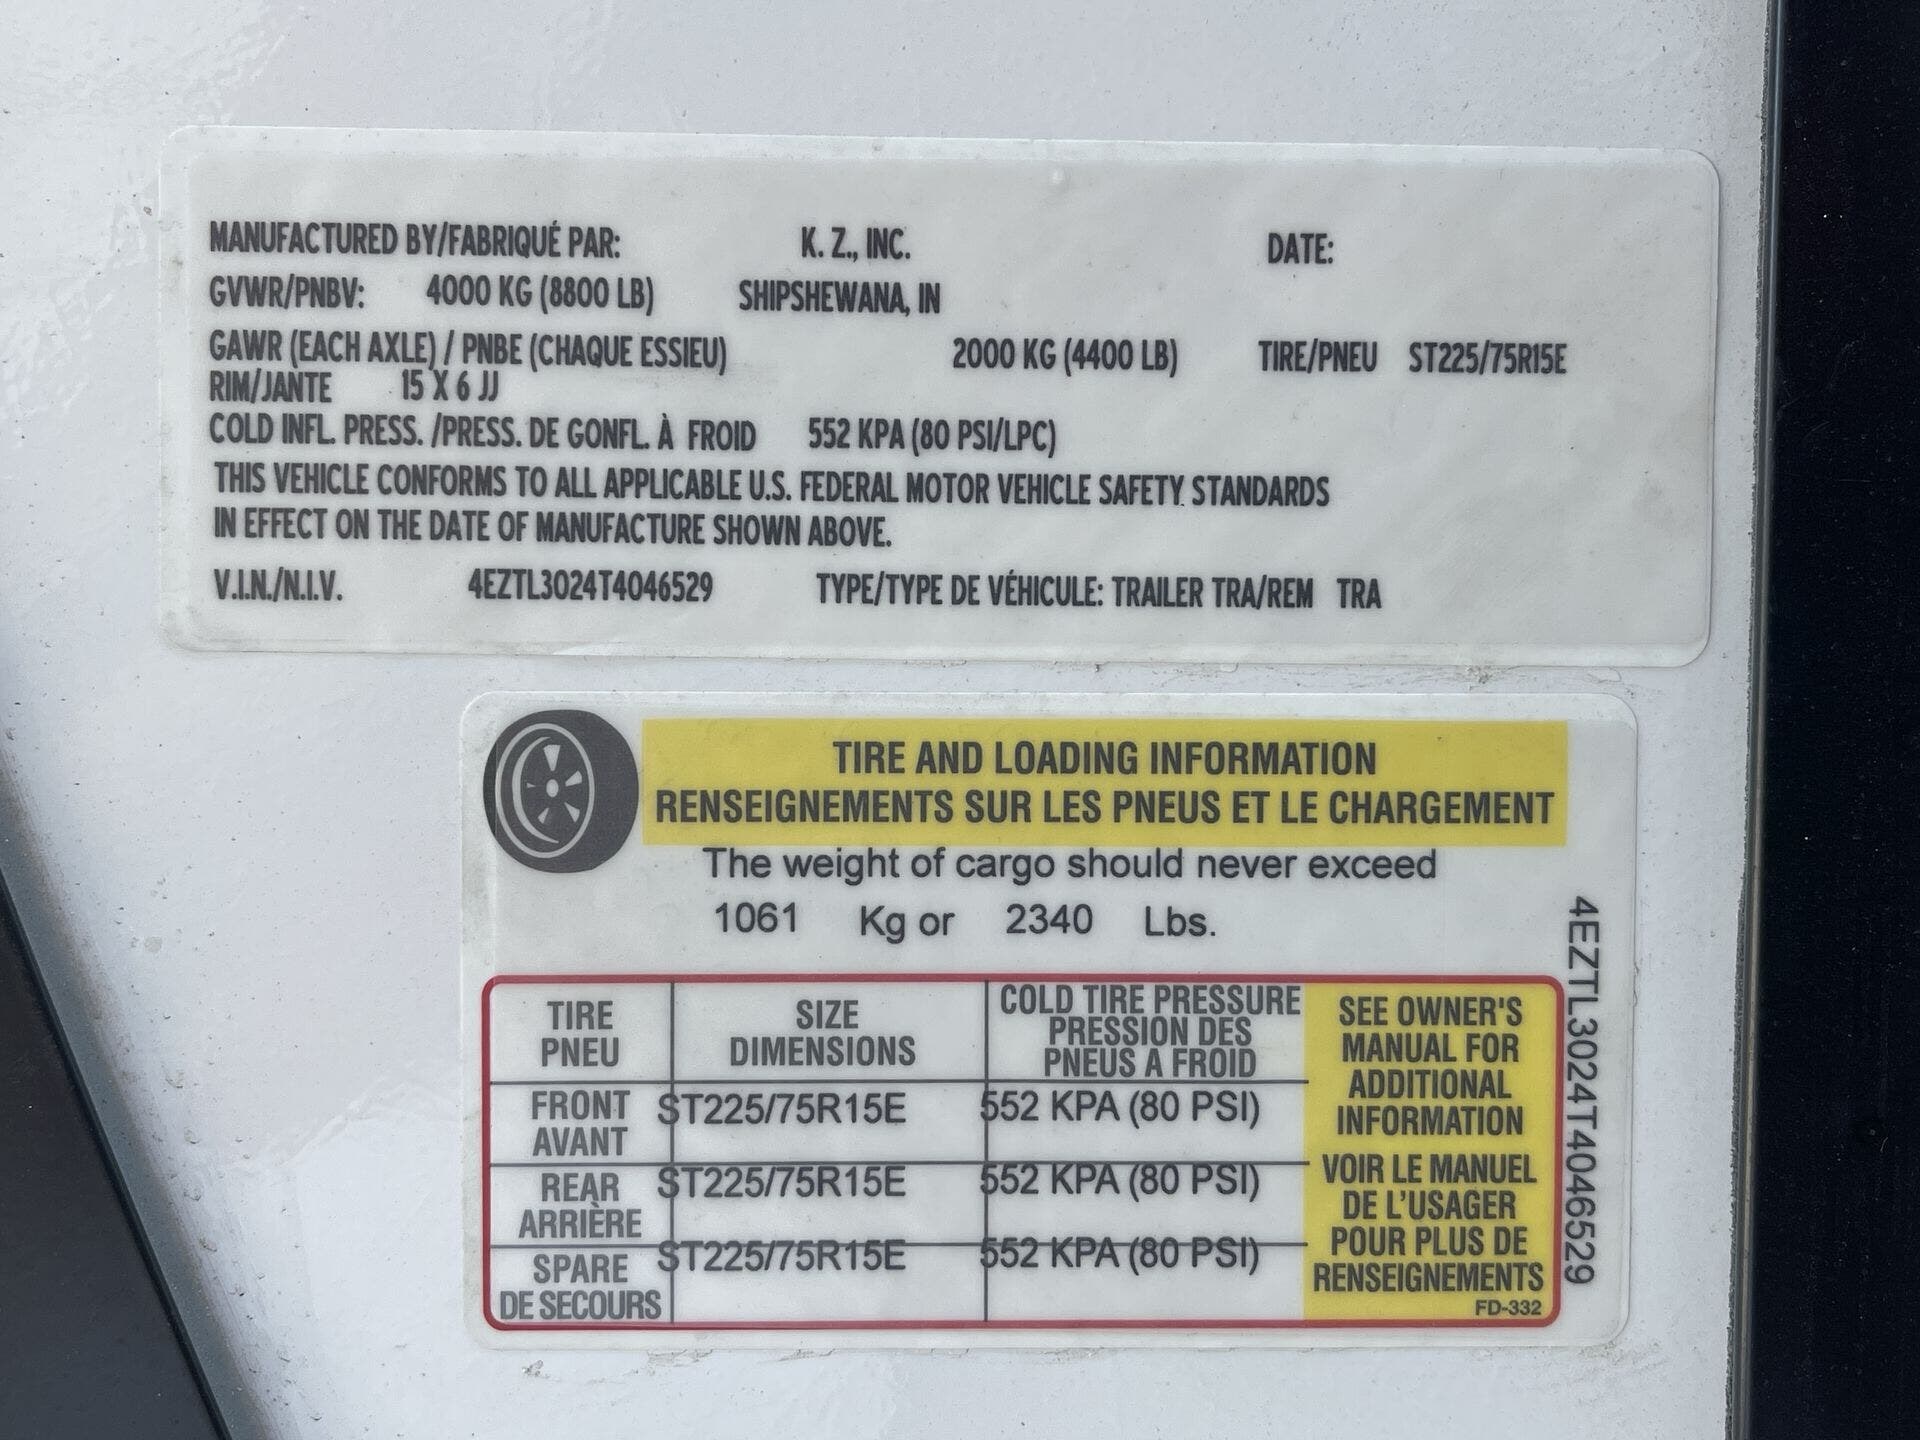 MANUFACTURED BY/FABRIQUÉ PAR: K. Z., INC. DATE:
GVWR/PNBV: 4000 KG (8800 LB) SHIPSHEWANA, IN
GAWR (EACH AXLE) / PNBE (CHAQUE ESSIEU) 2000 KG (4400 LB) TIRE/PNEU ST225/75R15E
RIM/JANTE 15 X 6 JJ
COLD INFL. PRESS. /PRESS. DE GONFL. À FROID 552 KPA (80 PSI/LPC)
THIS VEHICLE CONFORMS TO ALL APPLICABLE U.S. FEDERAL MOTOR VEHICLE SAFETY STANDARDS
IN EFFECT ON THE DATE OF MANUFACTURE SHOWN ABOVE.
V.I.N./N.I.V. 4EZTL3024T4046529 TYPE/TYPE DE VÉHICULE: TRAILER TRA/REM TRA
TIRE AND LOADING INFORMATION
RENSEIGNEMENTS SUR LES PNEUS ET LE CHARGEMENT
The weight of cargo should never exceed
1061 Kg or 2340 Lbs.
TIRE
PNEU
SIZE
DIMENSIONS
COLD TIRE PRESSURE
PRESSION DES
PNEUS A FROID
FRONT
AVANT
ST225/75R15E 552 KPA (80 PSI)
REAR
ARRIÈRE
ST225/75R15E 552 KPA (80 PSI)
SPARE
DE SECOURS
ST225/75R15E 552 KPA (80 PSI)
SEE OWNER'S
MANUAL FOR
ADDITIONAL
INFORMATION
VOIR LE MANUEL
DE L'USAGER
POUR PLUS DE
RENSEIGNEMENTS
FD-332
4EZTL3024T4046529